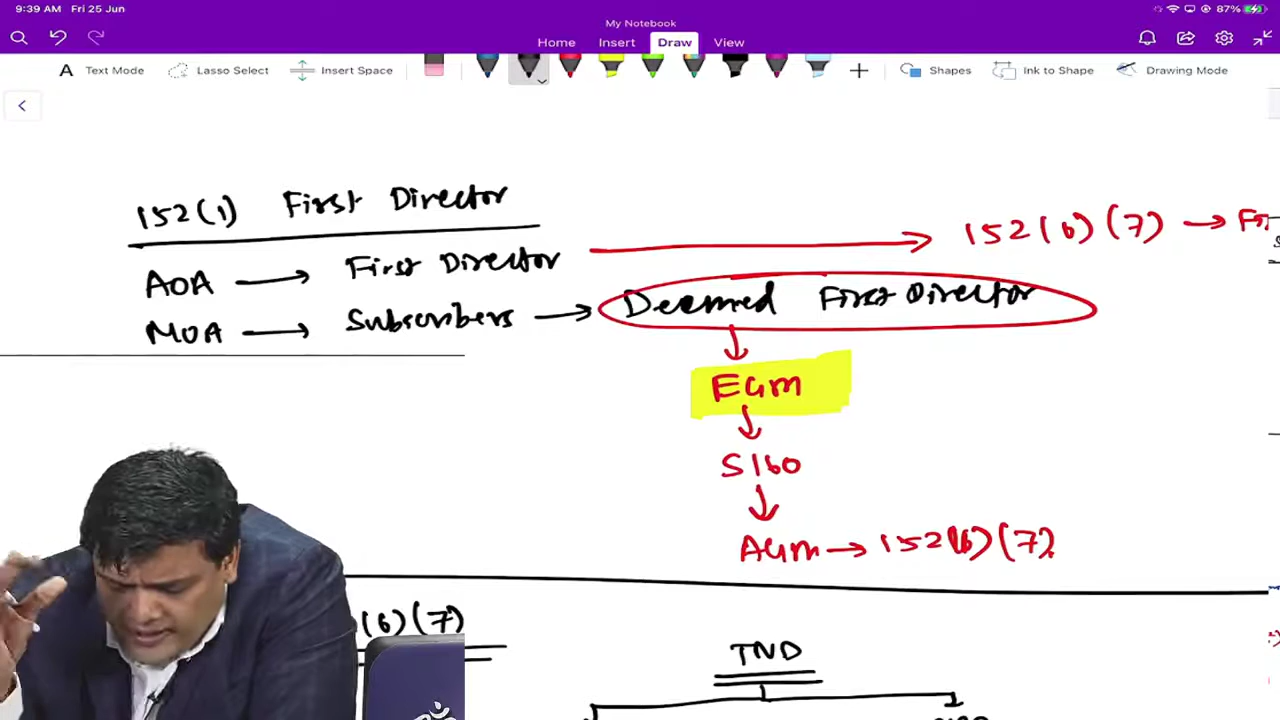 9:39 AM Fri 25 Jun
87%
My Notebook
Home Insert Draw View
A Text Mode Lasso Select Insert Space Shapes Ink to Shape Drawing Mode
152(1) First Director
AOA → First Director → 152(6)(7) →
MOA → Subscribers → Deemed First Director
EGM
S160
AGM → 152(6)(7)
(6)(7)
TND